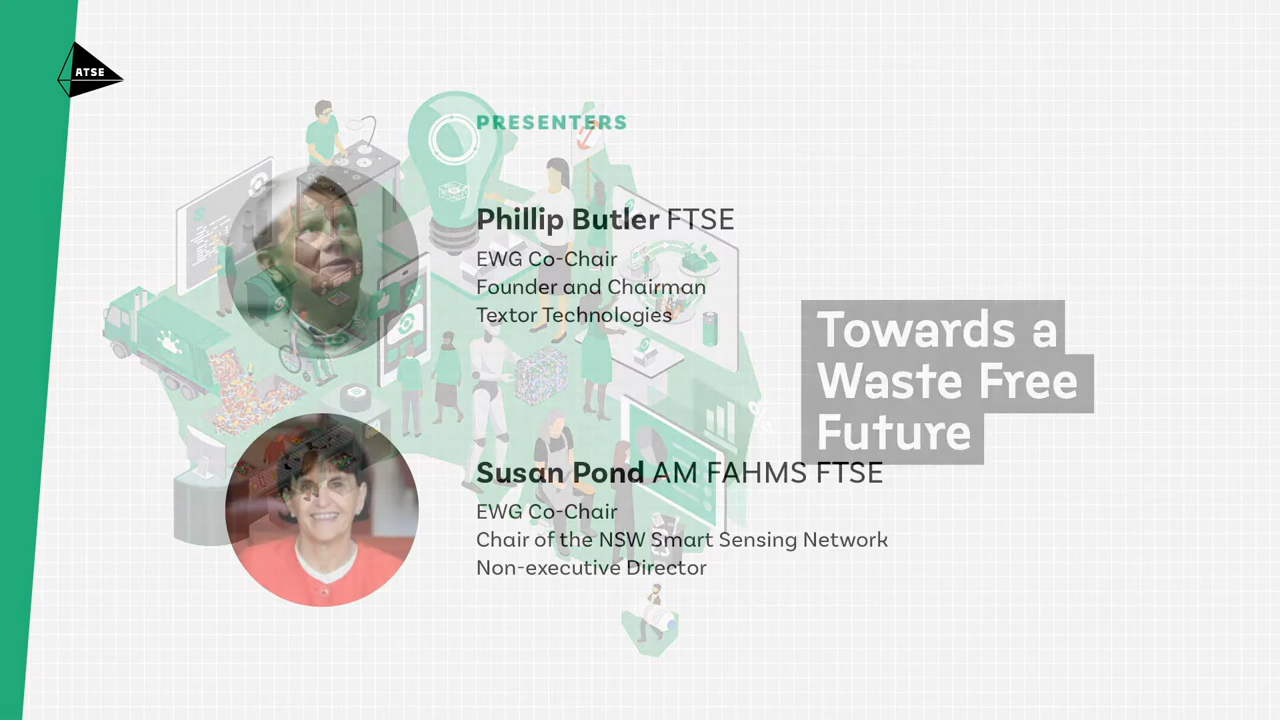 ATSE
PRESENTERS
Phillip Butler FTSE
EWG Co-Chair
Founder and Chairman
Textor Technologies
Towards a
Waste Free
Future
Susan Pond AM FAHMS FTSE
EWG Co-Chair
Chair of the NSW Smart Sensing Network
Non-executive Director